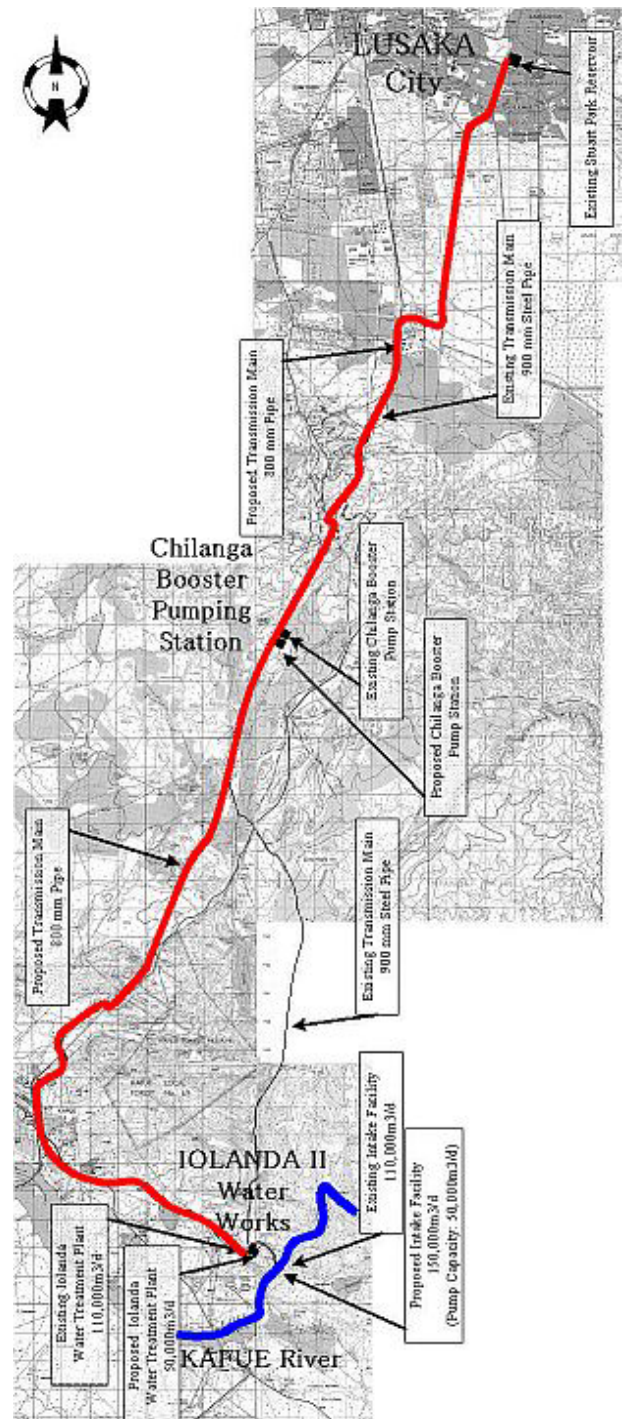 N
LUSAKA
City
Existing Stuart Park Reservoir
Existing Transmission Main
900 mm Steel Pipe
Proposed Transmission Main
800 mm Pipe
Chilanga
Booster
Pumping
Station
Existing Chilanga Booster
Pump Station
Proposed Chilanga Booster
Pump Station
Proposed Transmission Main
800 mm Pipe
Existing Transmission Main
900 mm Steel Pipe
IOLANDA II
Water
Works
Existing Intake Facility
110,000m3/d
Proposed Intake Facility
150,000m3/d
(Pump Capacity: 50,000m3/d)
Existing Iolanda
Water Treatment Plant
110,000m3/d
Proposed Iolanda
Water Treatment Plant
50,000m3/d
KAFUE River